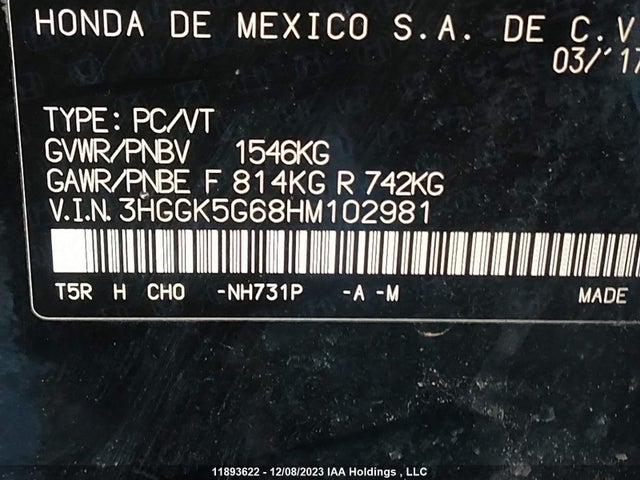 HONDA DE MEXICO S.A. DE C.V
03/'17
TYPE: PC/VT
GVWR/PNBV 1546KG
GAWR/PNBE F 814KG R 742KG
V.I.N. 3HGGK5G68HM102981
T5R H CH0 -NH731P -A -M MADE
11893622 - 12/08/2023 IAA Holdings , LLC